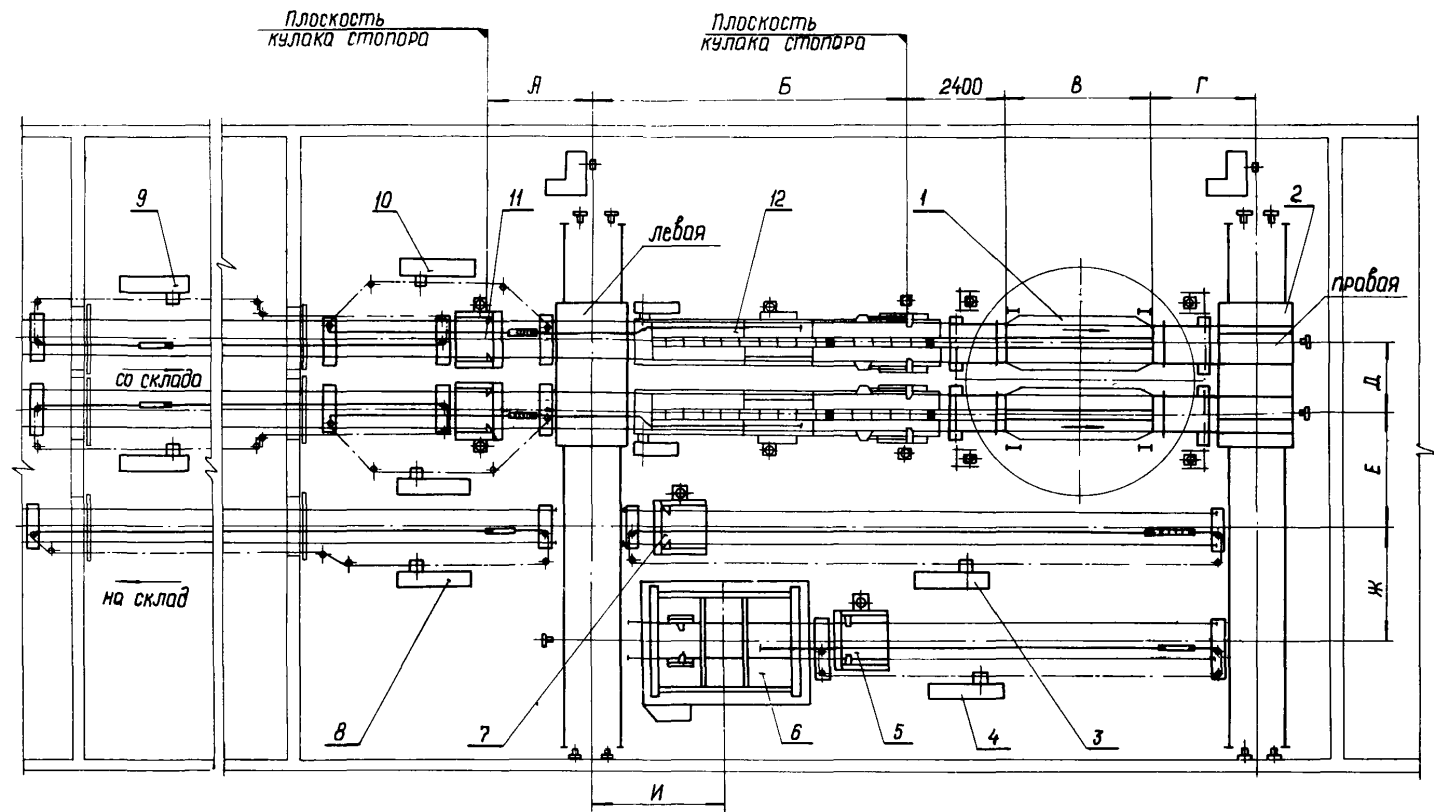 Плоскость
кулака стопора
Плоскость
кулака стопора
А
Б
2400
В
Г
9
10
11
12
1
2
левая
правая
со склада
Д
Е
Ж
на склад
8
7
6
5
4
3
И